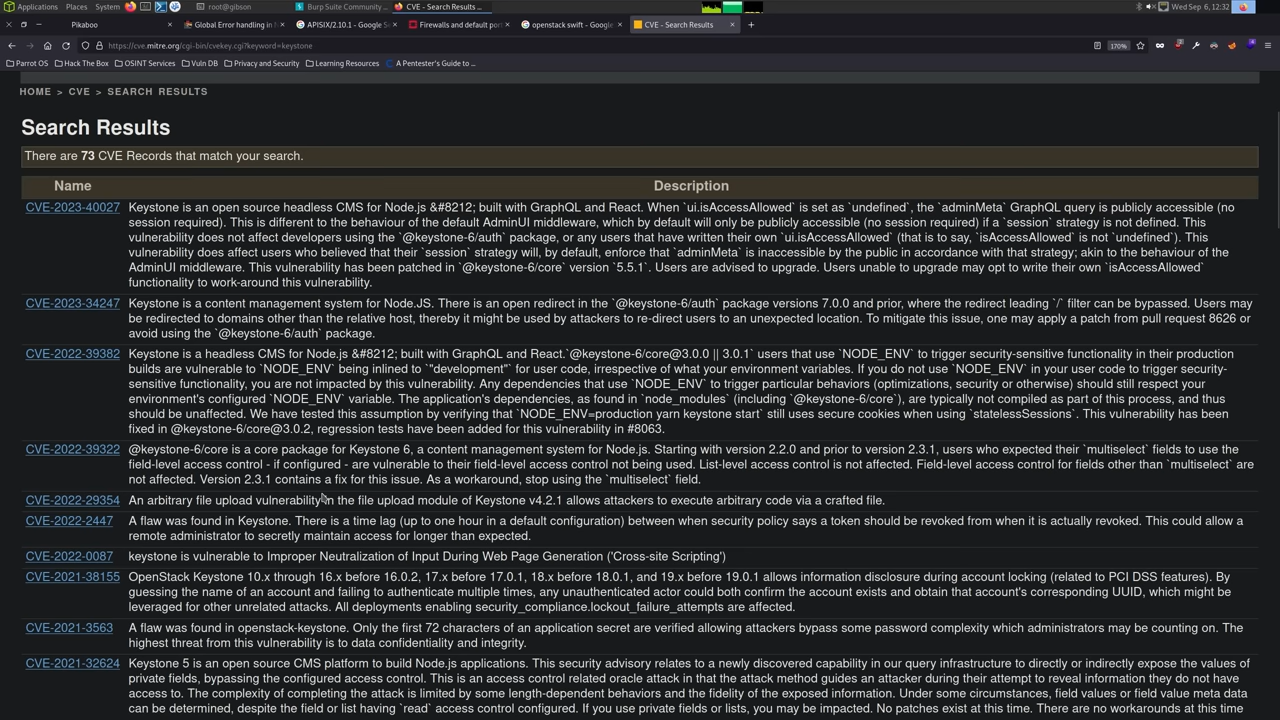 Applications Places System root@gibson Burp Suite Community ... CVE - Search Results ... Wed Sep 6, 12:32
Pikaboo × Global Error handling in N × APISIX/2.10.1 - Google Se × Firewalls and default por × openstack swift - Google × CVE - Search Results ×
https://cve.mitre.org/cgi-bin/cvekey.cgi?keyword=keystone 170%
Parrot OS Hack The Box OSINT Services Vuln DB Privacy and Security Learning Resources A Pentester's Guide to ...
HOME > CVE > SEARCH RESULTS
Search Results
There are 73 CVE Records that match your search.
Name Description
CVE-2023-40027 Keystone is an open source headless CMS for Node.js &#8212; built with GraphQL and React. When `ui.isAccessAllowed` is set as `undefined`, the `adminMeta` GraphQL query is publicly accessible (no
session required). This is different to the behaviour of the default AdminUI middleware, which by default will only be publicly accessible (no session required) if a `session` strategy is not defined. This
vulnerability does not affect developers using the `@keystone-6/auth` package, or any users that have written their own `ui.isAccessAllowed` (that is to say, `isAccessAllowed` is not `undefined`). This
vulnerability does affect users who believed that their `session` strategy will, by default, enforce that `adminMeta` is inaccessible by the public in accordance with that strategy; akin to the behaviour of the
AdminUI middleware. This vulnerability has been patched in `@keystone-6/core` version `5.5.1`. Users are advised to upgrade. Users unable to upgrade may opt to write their own `isAccessAllowed`
functionality to work-around this vulnerability.
CVE-2023-34247 Keystone is a content management system for Node.JS. There is an open redirect in the `@keystone-6/auth` package versions 7.0.0 and prior, where the redirect leading `/` filter can be bypassed. Users may
be redirected to domains other than the relative host, thereby it might be used by attackers to re-direct users to an unexpected location. To mitigate this issue, one may apply a patch from pull request 8626 or
avoid using the `@keystone-6/auth` package.
CVE-2022-39382 Keystone is a headless CMS for Node.js &#8212; built with GraphQL and React.`@keystone-6/core@3.0.0 || 3.0.1` users that use `NODE_ENV` to trigger security-sensitive functionality in their production
builds are vulnerable to `NODE_ENV` being inlined to `"development"` for user code, irrespective of what your environment variables. If you do not use `NODE_ENV` in your user code to trigger security-
sensitive functionality, you are not impacted by this vulnerability. Any dependencies that use `NODE_ENV` to trigger particular behaviors (optimizations, security or otherwise) should still respect your
environment's configured `NODE_ENV` variable. The application's dependencies, as found in `node_modules` (including `@keystone-6/core`), are typically not compiled as part of this process, and thus
should be unaffected. We have tested this assumption by verifying that `NODE_ENV=production yarn keystone start` still uses secure cookies when using `statelessSessions`. This vulnerability has been
fixed in @keystone-6/core@3.0.2, regression tests have been added for this vulnerability in #8063.
CVE-2022-39322 @keystone-6/core is a core package for Keystone 6, a content management system for Node.js. Starting with version 2.2.0 and prior to version 2.3.1, users who expected their `multiselect` fields to use the
field-level access control - if configured - are vulnerable to their field-level access control not being used. List-level access control is not affected. Field-level access control for fields other than `multiselect` are
not affected. Version 2.3.1 contains a fix for this issue. As a workaround, stop using the `multiselect` field.
CVE-2022-29354 An arbitrary file upload vulnerability in the file upload module of Keystone v4.2.1 allows attackers to execute arbitrary code via a crafted file.
CVE-2022-2447 A flaw was found in Keystone. There is a time lag (up to one hour in a default configuration) between when security policy says a token should be revoked from when it is actually revoked. This could allow a
remote administrator to secretly maintain access for longer than expected.
CVE-2022-0087 keystone is vulnerable to Improper Neutralization of Input During Web Page Generation ('Cross-site Scripting')
CVE-2021-38155 OpenStack Keystone 10.x through 16.x before 16.0.2, 17.x before 17.0.1, 18.x before 18.0.1, and 19.x before 19.0.1 allows information disclosure during account locking (related to PCI DSS features). By
guessing the name of an account and failing to authenticate multiple times, any unauthenticated actor could both confirm the account exists and obtain that account's corresponding UUID, which might be
leveraged for other unrelated attacks. All deployments enabling security_compliance.lockout_failure_attempts are affected.
CVE-2021-3563 A flaw was found in openstack-keystone. Only the first 72 characters of an application secret are verified allowing attackers bypass some password complexity which administrators may be counting on. The
highest threat from this vulnerability is to data confidentiality and integrity.
CVE-2021-32624 Keystone 5 is an open source CMS platform to build Node.js applications. This security advisory relates to a newly discovered capability in our query infrastructure to directly or indirectly expose the values of
private fields, bypassing the configured access control. This is an access control related oracle attack in that the attack method guides an attacker during their attempt to reveal information they do not have
access to. The complexity of completing the attack is limited by some length-dependent behaviors and the fidelity of the exposed information. Under some circumstances, field values or field value meta data
can be determined, despite the field or list having `read` access control configured. If you use private fields or lists, you may be impacted. No patches exist at this time. There are no workarounds at this time